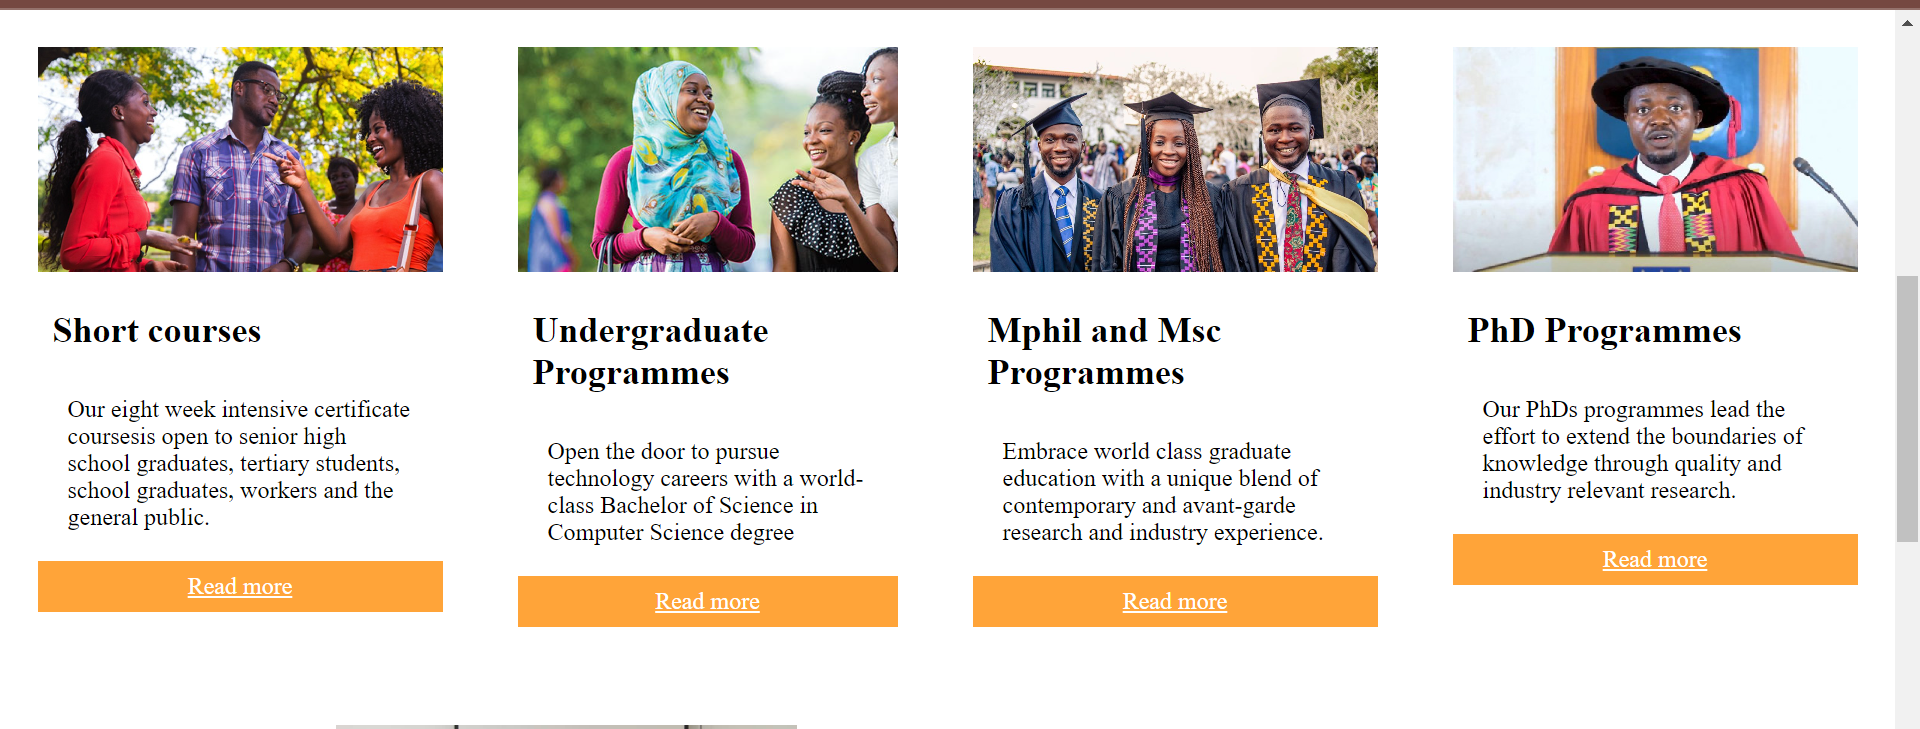 Short courses
Our eight week intensive certificate
coursesis open to senior high
school graduates, tertiary students,
school graduates, workers and the
general public.
Read more
Undergraduate
Programmes
Open the door to pursue
technology careers with a world-
class Bachelor of Science in
Computer Science degree
Read more
Mphil and Msc
Programmes
Embrace world class graduate
education with a unique blend of
contemporary and avant-garde
research and industry experience.
Read more
PhD Programmes
Our PhDs programmes lead the
effort to extend the boundaries of
knowledge through quality and
industry relevant research.
Read more